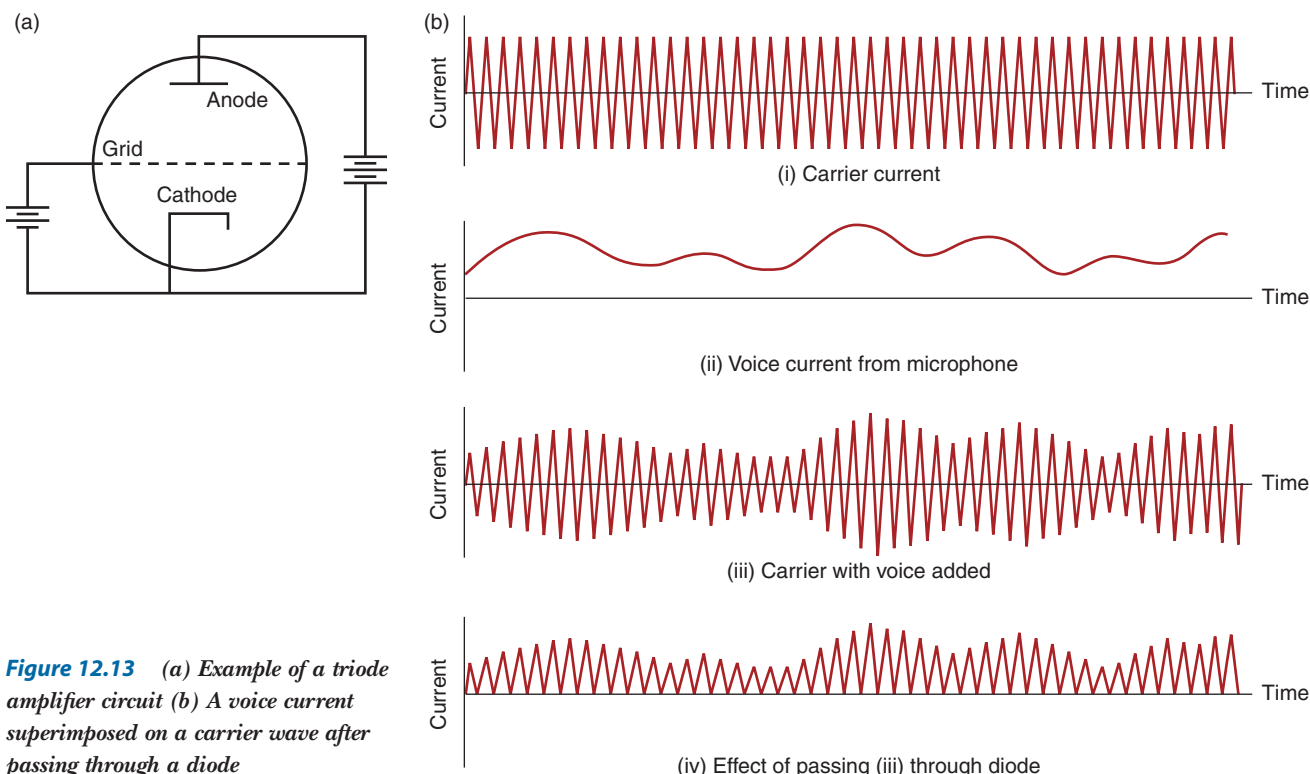 (a)
Anode
Grid
Cathode
(b)
Current
Time
(i) Carrier current
Current
Time
(ii) Voice current from microphone
Current
Time
(iii) Carrier with voice added
Current
Time
(iv) Effect of passing (iii) through diode
Figure 12.13 (a) Example of a triode
amplifier circuit (b) A voice current
superimposed on a carrier wave after
passing through a diode